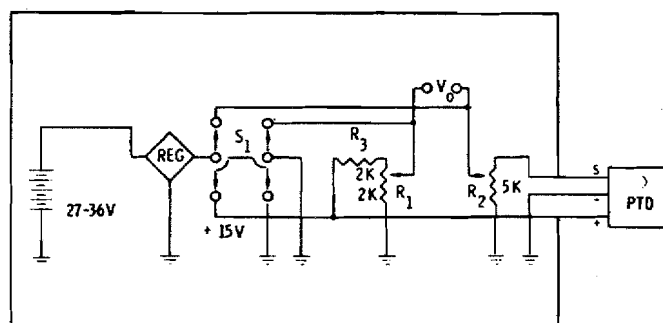 V₀
S₁
R₃
REG
2K
2K
R₁
R₂
5K
S
-
+
PTD
27-36V
+ 15V